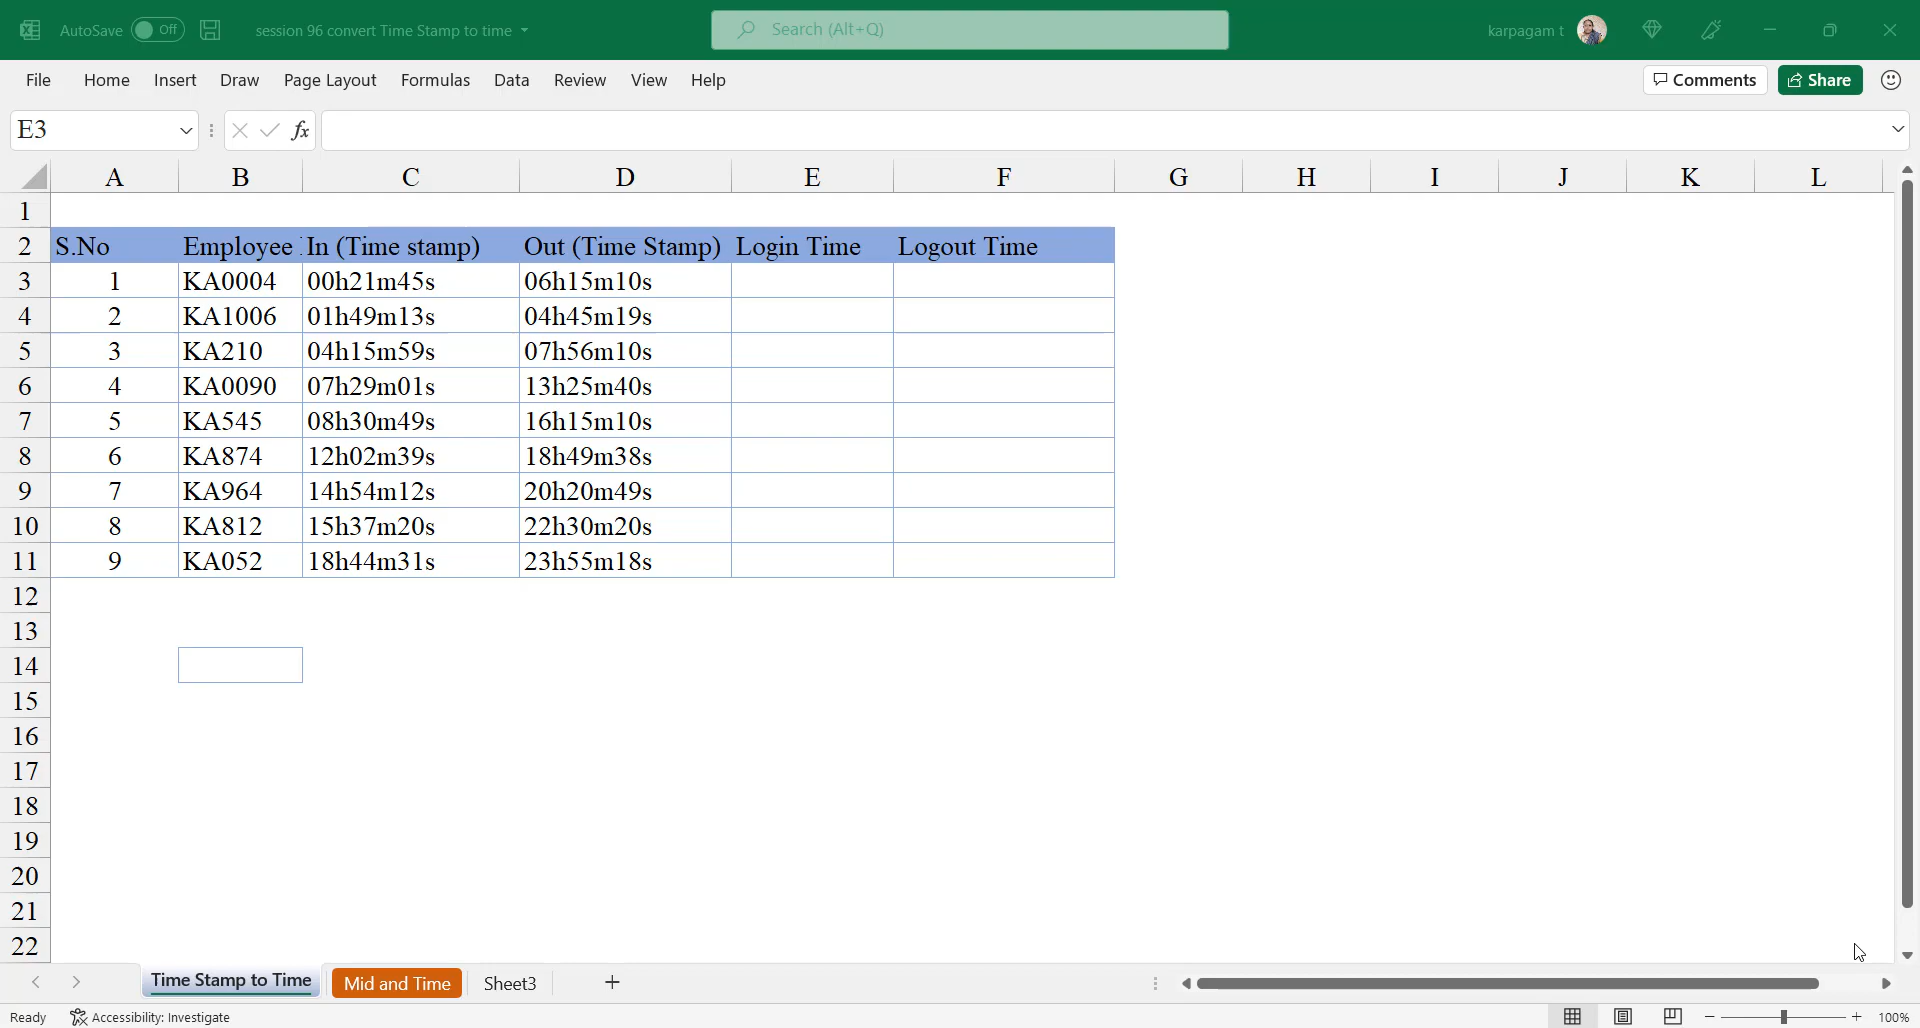 AutoSave Off session 96 convert Time Stamp to time Search (Alt+Q) karpagam t
File Home Insert Draw Page Layout Formulas Data Review View Help Comments Share
E3 fx
A B C D E F G H I J K L
1
2 S.No Employee In (Time stamp) Out (Time Stamp) Login Time Logout Time
3 1 KA0004 00h21m45s 06h15m10s
4 2 KA1006 01h49m13s 04h45m19s
5 3 KA210 04h15m59s 07h56m10s
6 4 KA0090 07h29m01s 13h25m40s
7 5 KA545 08h30m49s 16h15m10s
8 6 KA874 12h02m39s 18h49m38s
9 7 KA964 14h54m12s 20h20m49s
10 8 KA812 15h37m20s 22h30m20s
11 9 KA052 18h44m31s 23h55m18s
12
13
14
15
16
17
18
19
20
21
22
Time Stamp to Time Mid and Time Sheet3
Ready Accessibility: Investigate 100%